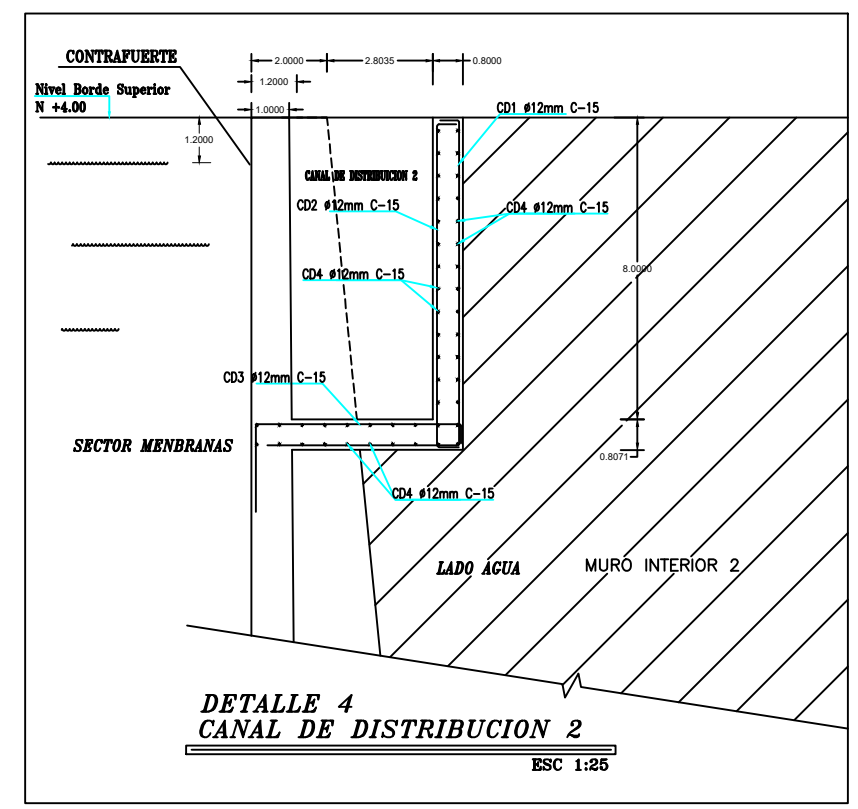 CONTRAFUERTE
2.0000
2.8035
0.8000
1.2000
Nivel Borde Superior
N +4.00
1.0000
CD1 ø12mm C-15
1.2000
CANAL DE DISTRIBUCION 2
CD2 ø12mm C-15
CD4 ø12mm C-15
CD4 ø12mm C-15
8.0000
CD3 ø12mm C-15
SECTOR MENBRANAS
0.8071
CD4 ø12mm C-15
LADO AGUA
MURO INTERIOR 2
DETALLE 4
CANAL DE DISTRIBUCION 2
ESC 1:25